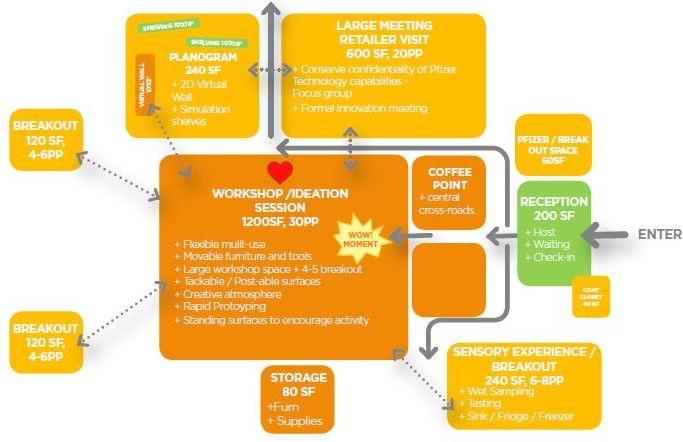 SHELVING 10'X18"
SHELVING 10'X18"
VIRTUAL WALL
PLANOGRAM
240 SF
+ 2D Virtual
Wall
+ Simulation
shelves
LARGE MEETING
RETAILER VISIT
600 SF, 20PP
+ Conserve confidentiality of Pfizer
Technology capabilities -
Focus group
+ Formal innovation meeting
BREAKOUT
120 SF,
4-6PP
WORKSHOP /IDEATION
SESSION
1200SF, 30PP
WOW!
MOMENT
+ Flexible mulit-use
+ Movable furniture and tools
+ Large workshop space + 4-5 breakout
+ Tackable / Post-able surfaces
+ Creative atmosphere
+ Rapid Protoyping
+ Standing surfaces to encourage activity
COFFEE
POINT
+ central
cross-roads.
PFIZER / BREAK
OUT SPACE
60SF
RECEPTION
200 SF
+ Host
+ Waiting
+ Check-in
ENTER
COAT
CLOSET
40 SF
BREAKOUT
120 SF,
4-6PP
STORAGE
80 SF
+Furn
+ Supplies
SENSORY EXPERIENCE /
BREAKOUT
240 SF, 6-8PP
+ Wet Sampling
+ Tasting
+ Sink / Fridge / Freezer